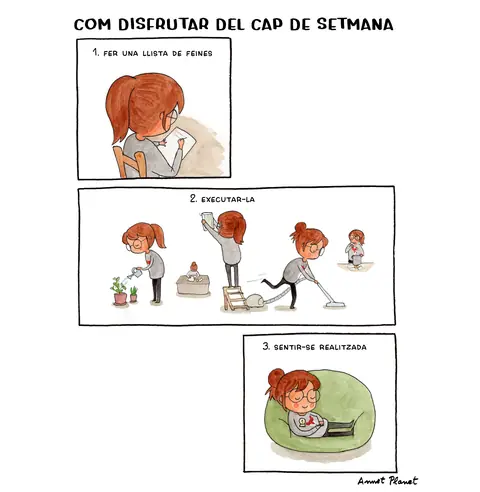 COM DISFRUTAR DEL CAP DE SETMANA
1. FER UNA LLISTA DE FEINES
2. EXECUTAR-LA
3. SENTIR-SE REALITZADA
Annet Planet